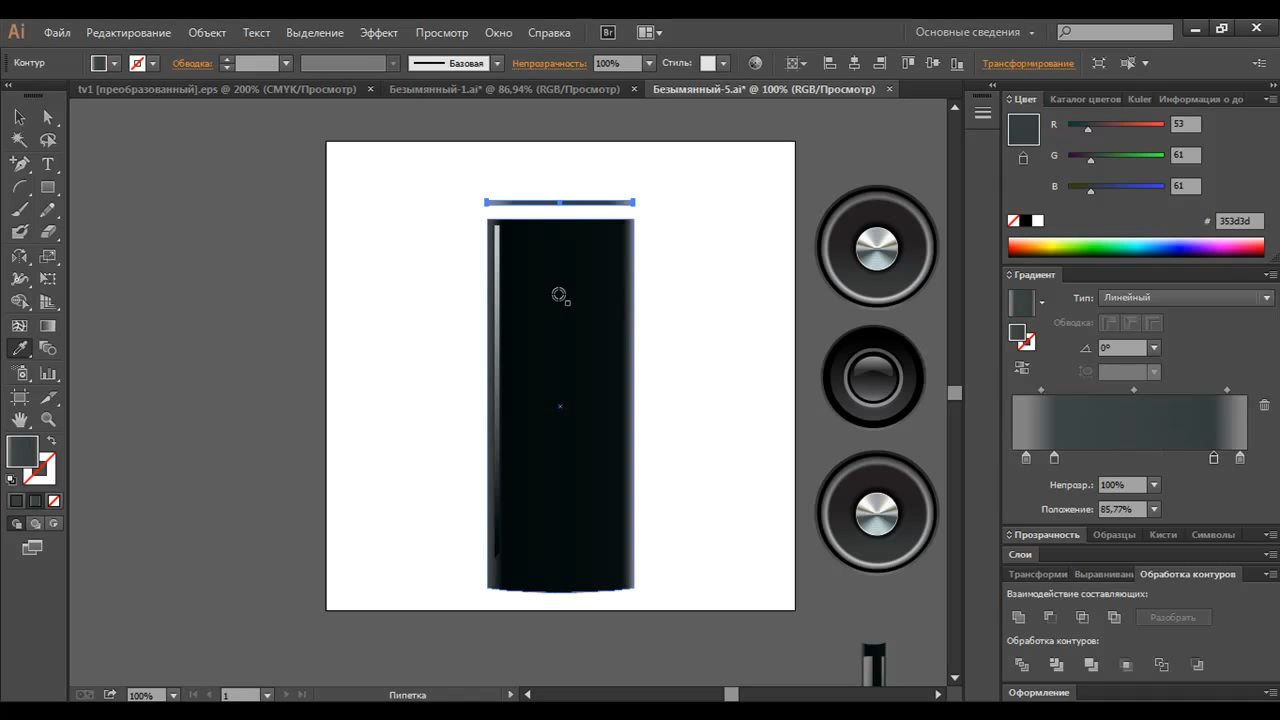 Ai Файл Редактирование Объект Текст Выделение Эффект Просмотр Окно Справка Br Основные сведения
Контур Обводка: Базовая Непрозрачность: 100% Стиль: Трансформирование
tv1 [преобразованный].eps @ 200% (CMYK/Просмотр) × Безымянный-1.ai* @ 86,94% (RGB/Просмотр) × Безымянный-5.ai* @ 100% (RGB/Просмотр) ×
Цвет Каталог цветов Kuler Информация о до
R 53
G 61
B 61
# 353d3d
Градиент
Тип: Линейный
Обводка:
0°
Непрозр.: 100%
Положение: 85,77%
Прозрачность Образцы Кисти Символы
Слои
Трансформи Выравнивани Обработка контуров
Взаимодействие составляющих:
Разобрать
Обработка контуров:
Оформление
100% 1 Пипетка